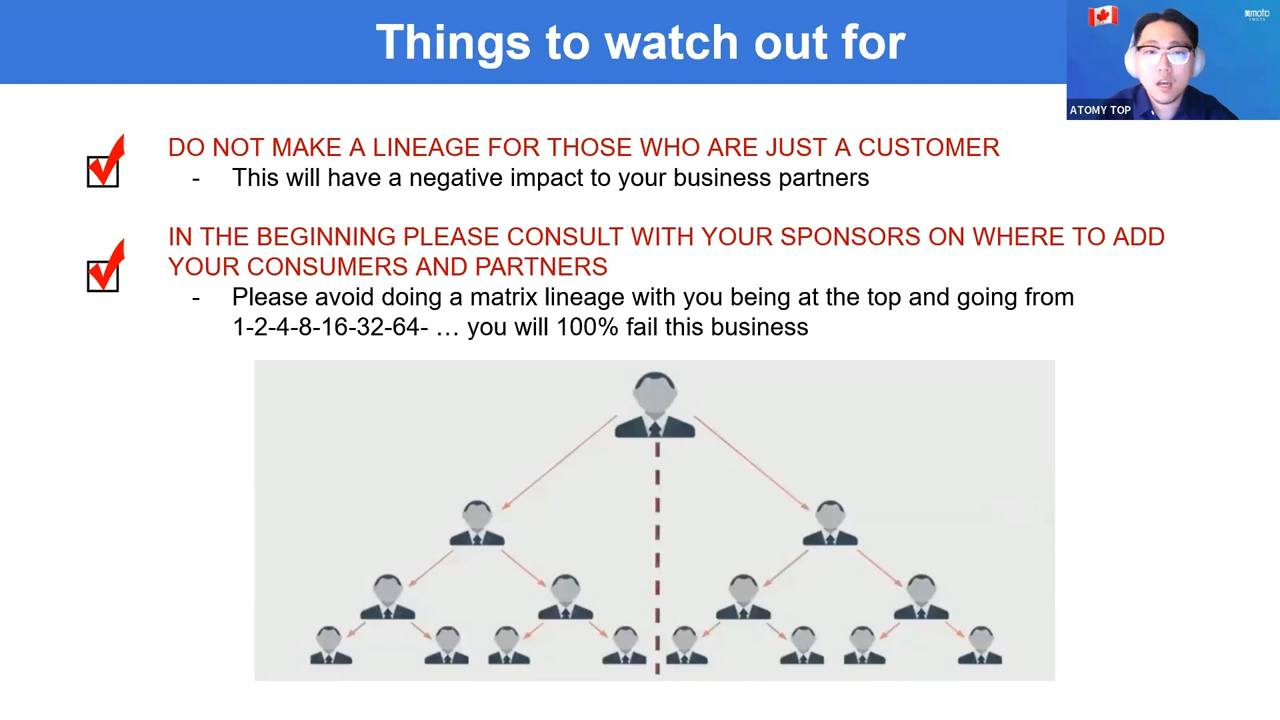 Things to watch out for
ATOMY TOP
DO NOT MAKE A LINEAGE FOR THOSE WHO ARE JUST A CUSTOMER
- This will have a negative impact to your business partners
IN THE BEGINNING PLEASE CONSULT WITH YOUR SPONSORS ON WHERE TO ADD
YOUR CONSUMERS AND PARTNERS
- Please avoid doing a matrix lineage with you being at the top and going from
1-2-4-8-16-32-64- … you will 100% fail this business